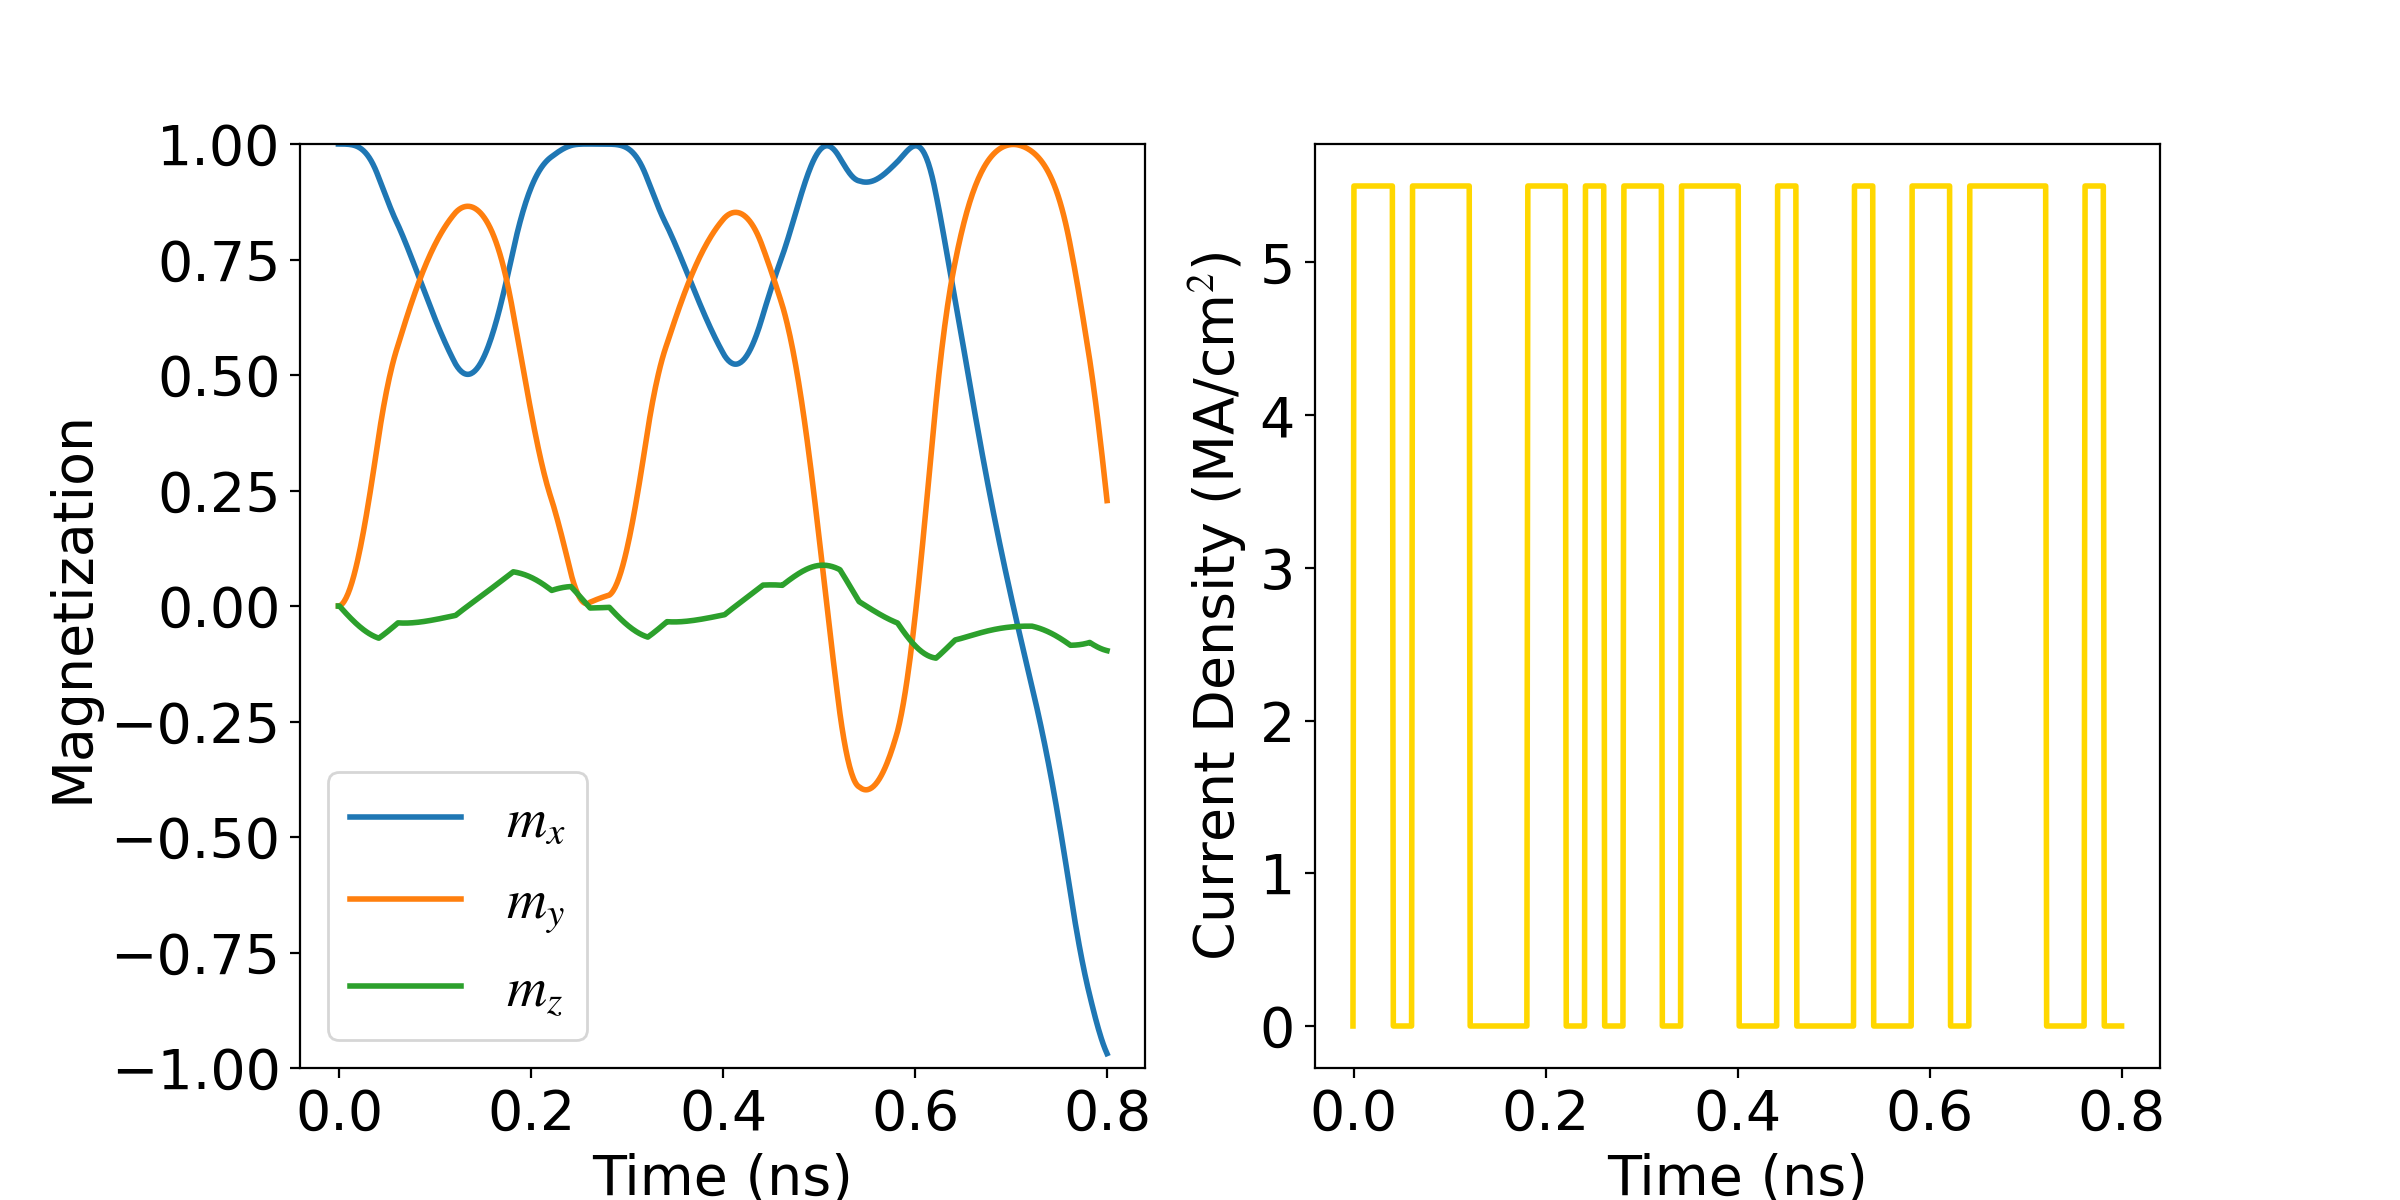 1.00
0.75
0.50
0.25
0.00
−0.25
−0.50
−0.75
−1.00
Magnetization
m_x
m_y
m_z
0.0 0.2 0.4 0.6 0.8
Time (ns)
5
4
3
2
1
0
Current Density (MA/cm²)
0.0 0.2 0.4 0.6 0.8
Time (ns)